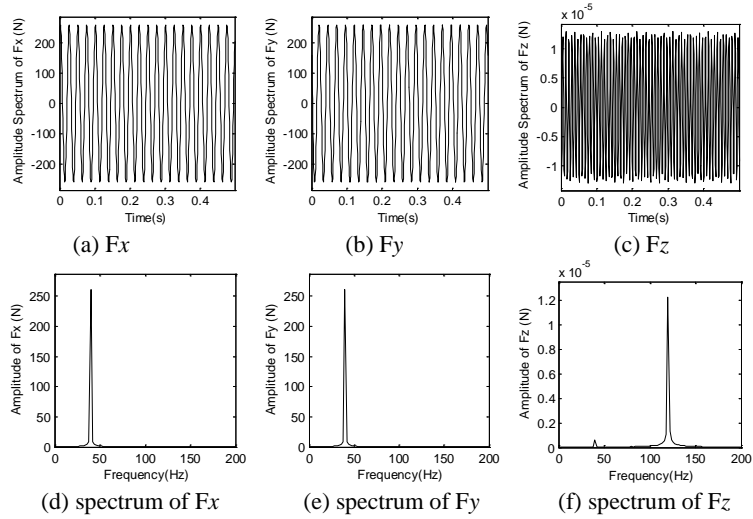 Amplitude Spectrum of Fx (N)
200
100
0
-100
-200
0 0.1 0.2 0.3 0.4
Time(s)
(a) Fx
Amplitude Spectrum of Fy (N)
200
100
0
-100
-200
0 0.1 0.2 0.3 0.4
Time(s)
(b) Fy
x 10⁻⁵
Amplitude Spectrum of Fz (N)
1
0.5
0
-0.5
-1
0 0.1 0.2 0.3 0.4
Time(s)
(c) Fz
Amplitude of Fx (N)
250
200
150
100
50
0
0 50 100 150 200
Frequency(Hz)
(d) spectrum of Fx
Amplitude of Fy (N)
250
200
150
100
50
0
0 50 100 150 200
Frequency(Hz)
(e) spectrum of Fy
x 10⁻⁵
Amplitude of Fz (N)
1.2
1
0.8
0.6
0.4
0.2
0
0 50 100 150 200
Frequency(Hz)
(f) spectrum of Fz